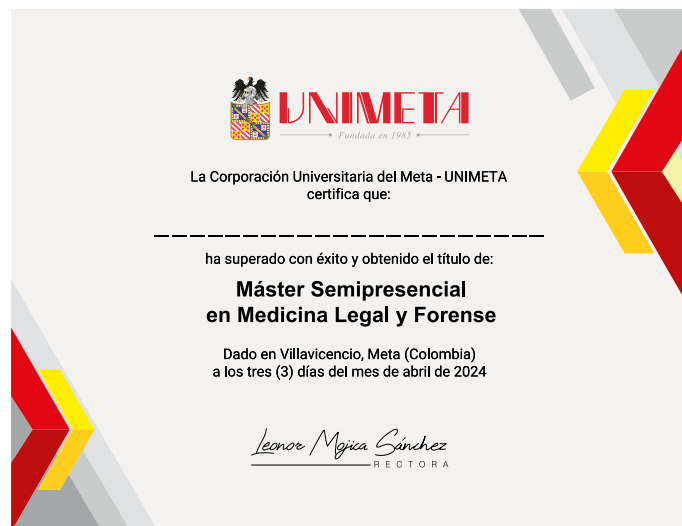 UNIMETA
Fundada en 1985
La Corporación Universitaria del Meta - UNIMETA
certifica que:
ha superado con éxito y obtenido el título de:
Máster Semipresencial
en Medicina Legal y Forense
Dado en Villavicencio, Meta (Colombia)
a los tres (3) días del mes de abril de 2024
Leonor Mojica Sánchez
RECTORA